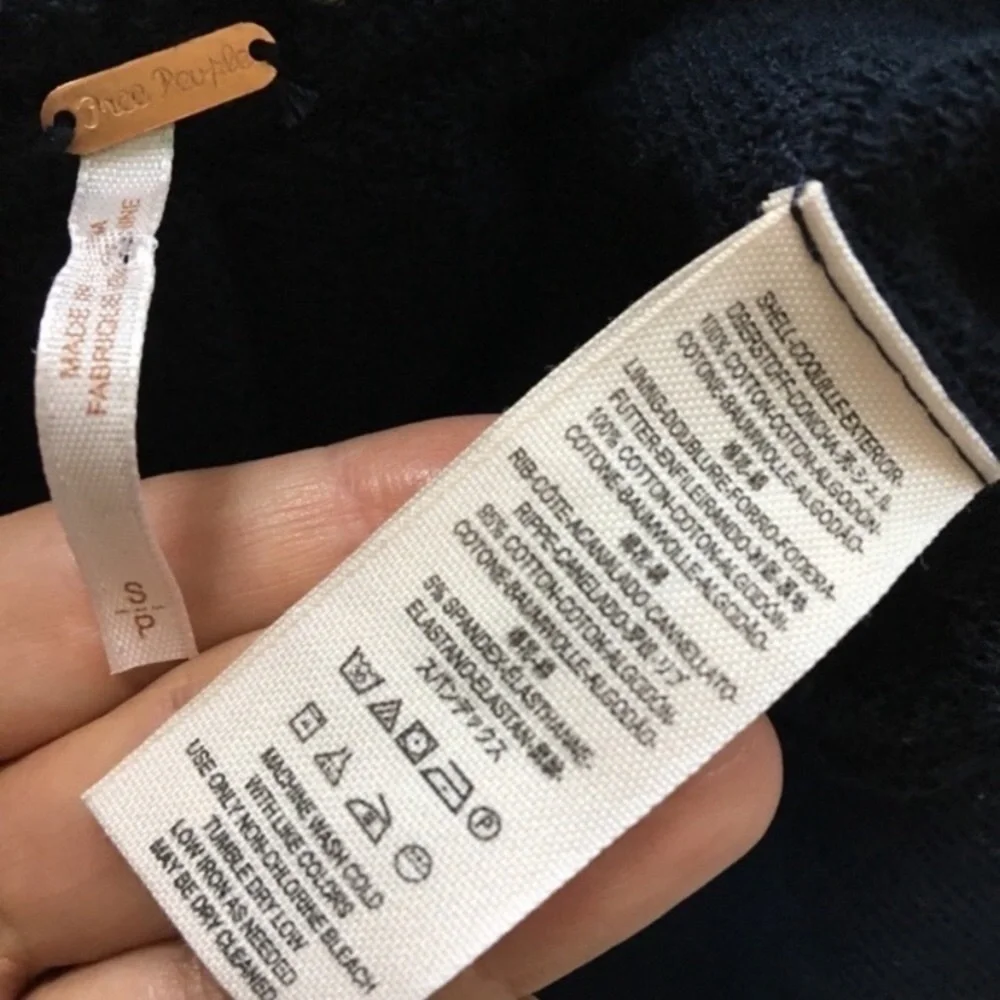 Free People
MADE IN
FABRIQUÉ
S/P
SHELL-COQUILLE-EXTERIOR-
OBERSTOFF-CONCHA-
100% COTTON-COTON-ALGODÓN-
COTONE-BAUMWOLLE-ALGODÃO-
LINING-DOUBLURE-FORRO-FODERA-
FUTTER-ENFILEIRANDO-
100% COTTON-COTON-ALGODÓN-
COTONE-BAUMWOLLE-ALGODÃO-
RIB-CÔTE-ACANALADO-CANNELLATO-
RIPPE-CANELADO-
95% COTTON-COTON-ALGODÓN-
COTONE-BAUMWOLLE-ALGODÃO-
5% SPANDEX-ELASTHANNE-
ELASTANO-ELASTAN-
スパンデックス
P
MACHINE WASH COLD
WITH LIKE COLORS
USE ONLY NON-CHLORINE BLEACH
TUMBLE DRY LOW
LOW IRON AS NEEDED
MAY BE DRY CLEANED